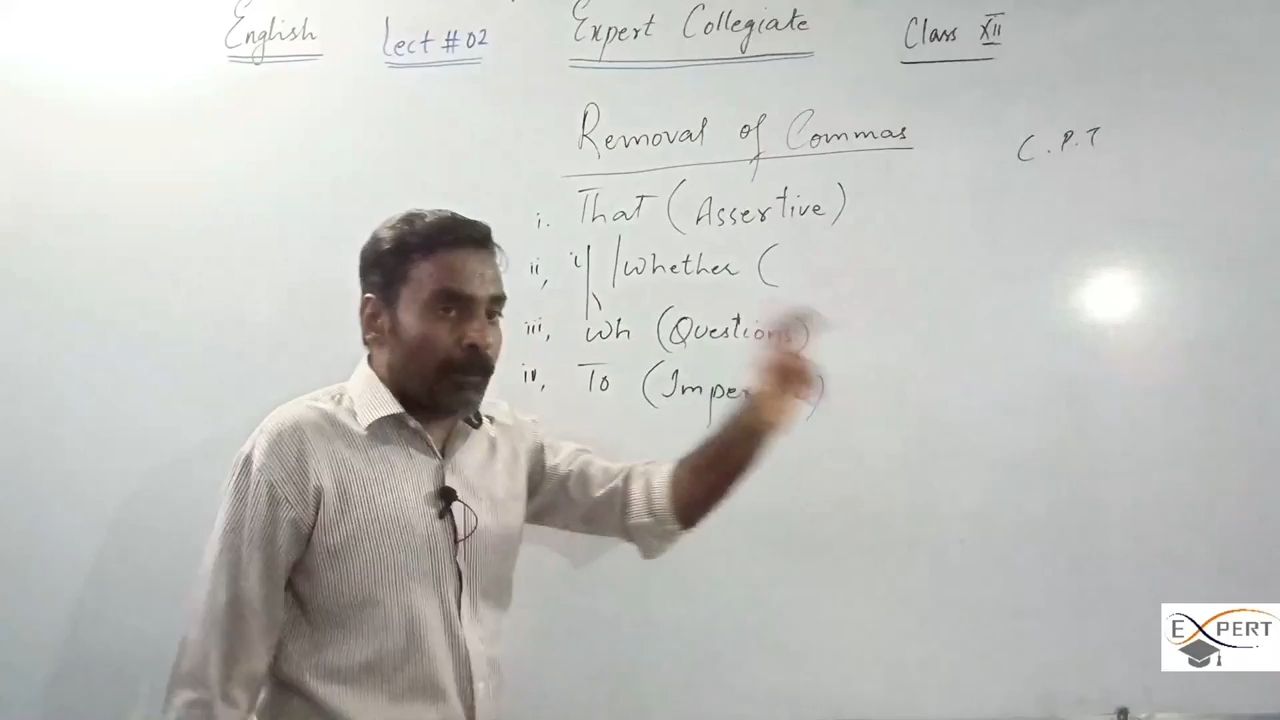 English Lect # 02 Expert Collegiate Class XII
Removal of Commas
C.P.T
i. That (Assertive)
ii, if/whether (
iii, Wh (Questions)
iv, To (Imper
EXPERT